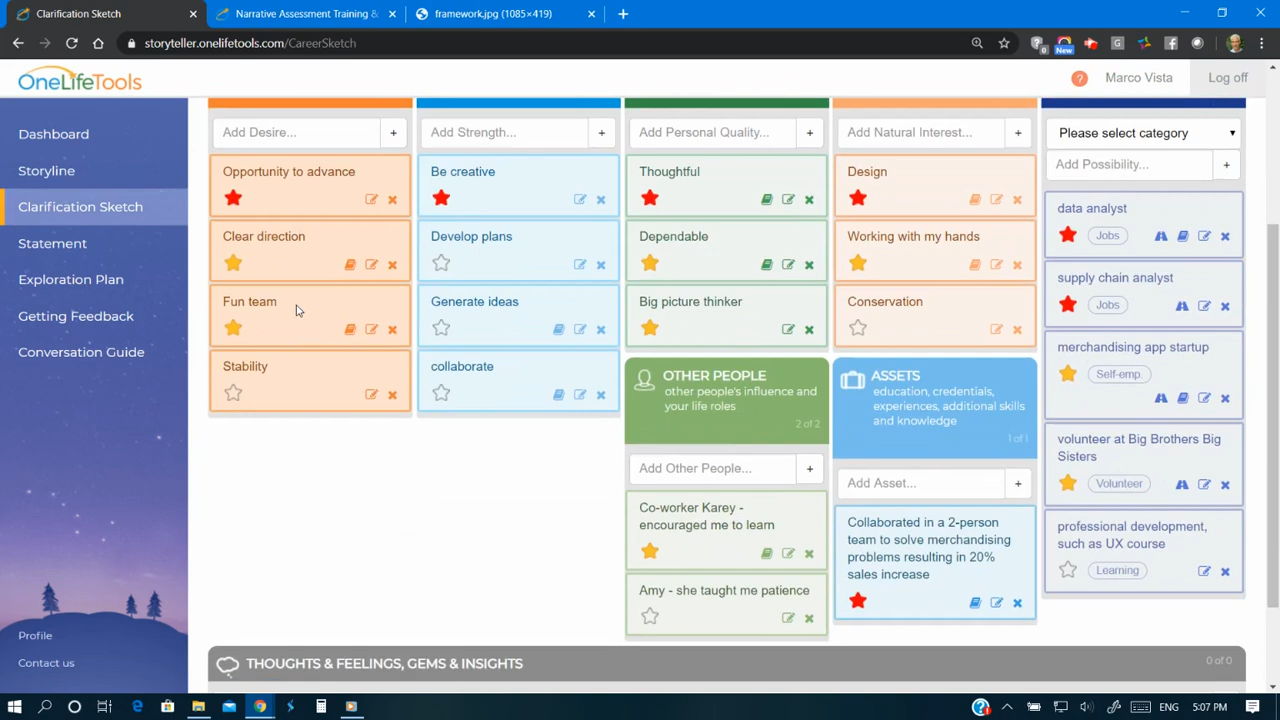 Clarification Sketch
Narrative Assessment Training &
framework.jpg (1085×419)
storyteller.onelifetools.com/CareerSketch
New
OneLifeTools
Marco Vista
Log off
Dashboard
Storyline
Clarification Sketch
Statement
Exploration Plan
Getting Feedback
Conversation Guide
Profile
Contact us
Add Desire...
Opportunity to advance
Clear direction
Fun team
Stability
Add Strength...
Be creative
Develop plans
Generate ideas
collaborate
Add Personal Quality...
Thoughtful
Dependable
Big picture thinker
OTHER PEOPLE
other people's influence and
your life roles
2 of 2
Add Other People...
Co-worker Karey -
encouraged me to learn
Amy - she taught me patience
Add Natural Interest...
Design
Working with my hands
Conservation
ASSETS
education, credentials,
experiences, additional skills
and knowledge
1 of 1
Add Asset...
Collaborated in a 2-person
team to solve merchandising
problems resulting in 20%
sales increase
Please select category
Add Possibility...
data analyst
Jobs
supply chain analyst
Jobs
merchandising app startup
Self-emp.
volunteer at Big Brothers Big
Sisters
Volunteer
professional development,
such as UX course
Learning
THOUGHTS & FEELINGS, GEMS & INSIGHTS
0 of 0
ENG
5:07 PM